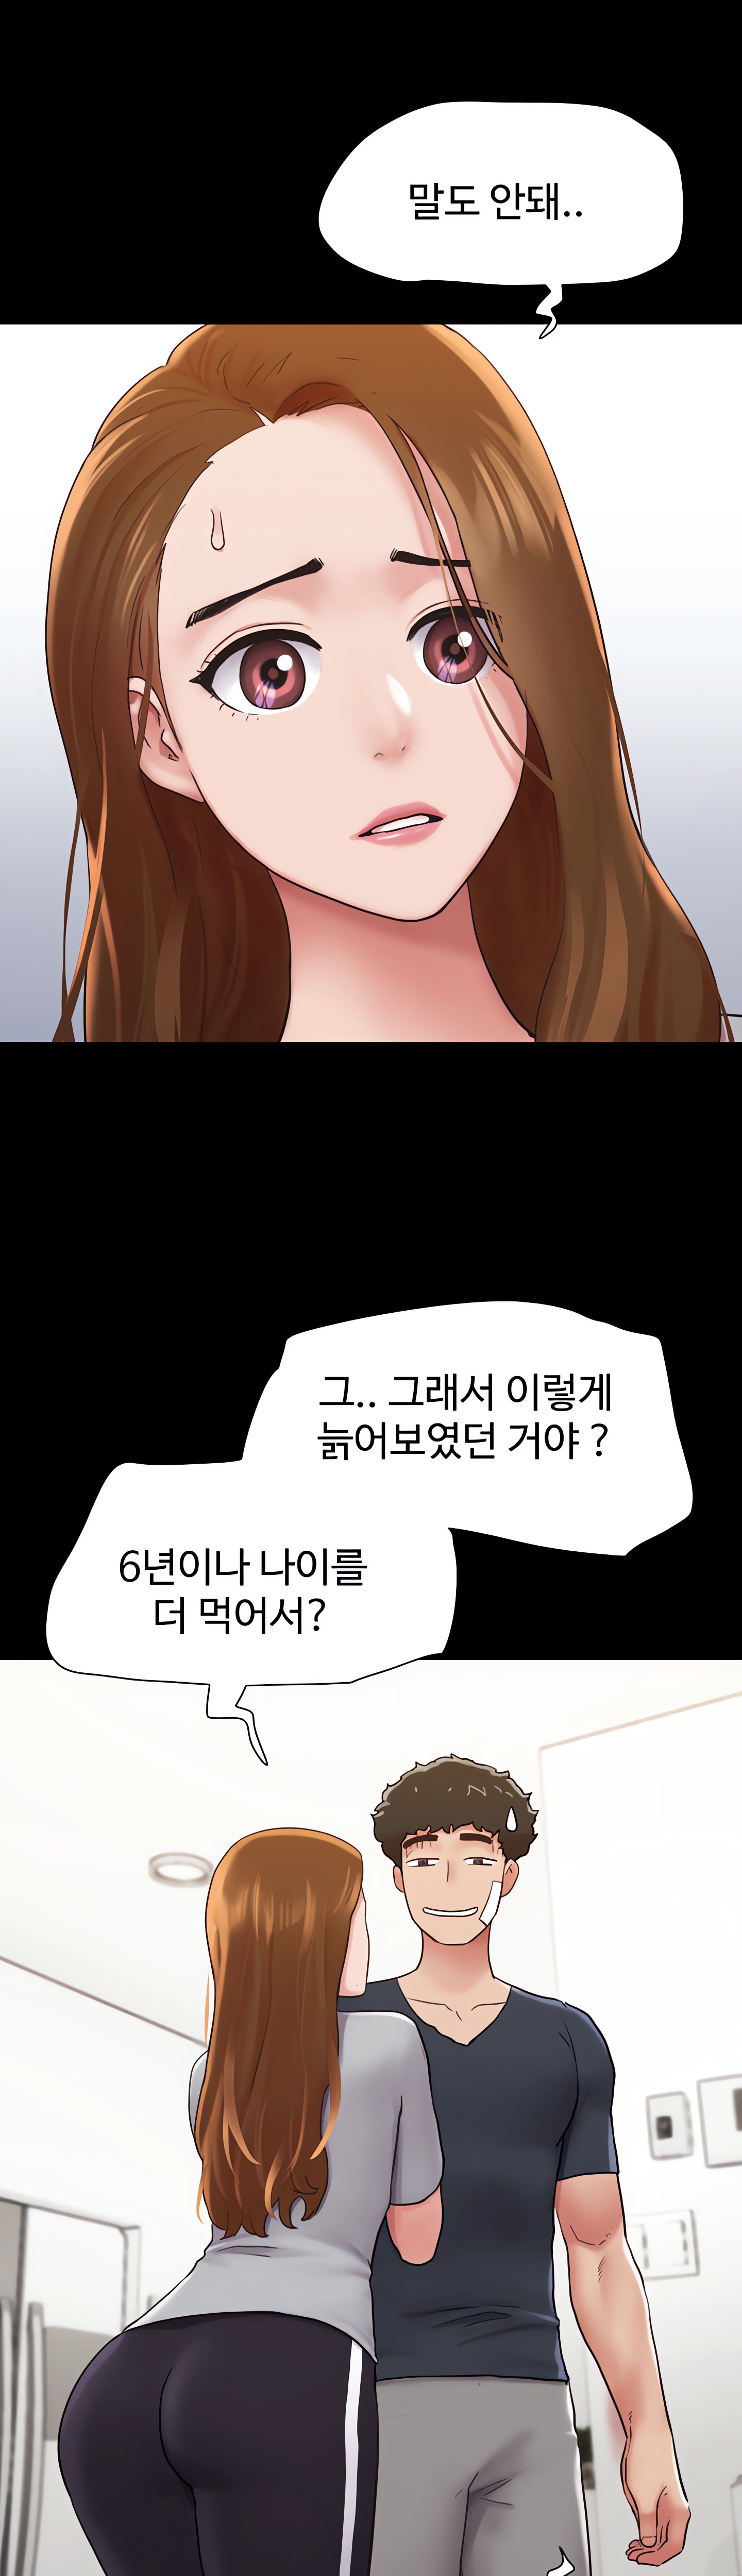 말도 안돼..
그.. 그래서 이렇게
늙어보였던 거야 ?
6년이나 나이를
더 먹어서?